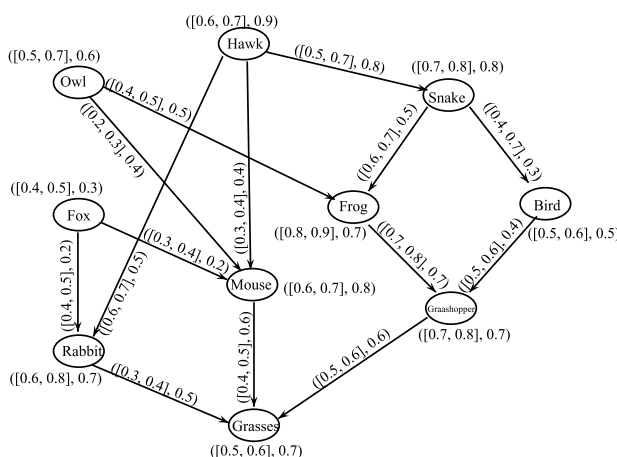 ([0.6, 0.7], 0.9)
Hawk
([0.5, 0.7], 0.6)
Owl
([0.5, 0.7], 0.8)
([0.7, 0.8], 0.8)
Snake
([0.4, 0.5], 0.5)
([0.2, 0.3], 0.4)
([0.6, 0.7], 0.5)
([0.4, 0.7], 0.3)
([0.4, 0.5], 0.3)
Fox
([0.3, 0.4], 0.2)
([0.3, 0.4], 0.4)
Frog
([0.8, 0.9], 0.7)
Bird
([0.5, 0.6], 0.5)
([0.4, 0.5], 0.2)
([0.6, 0.7], 0.5)
Mouse
([0.6, 0.7], 0.8)
([0.7, 0.8], 0.7)
([0.5, 0.6], 0.4)
Graashopper
([0.7, 0.8], 0.7)
Rabbit
([0.6, 0.8], 0.7)
([0.3, 0.4], 0.5)
([0.4, 0.5], 0.6)
([0.5, 0.6], 0.6)
Grasses
([0.5, 0.6], 0.7)